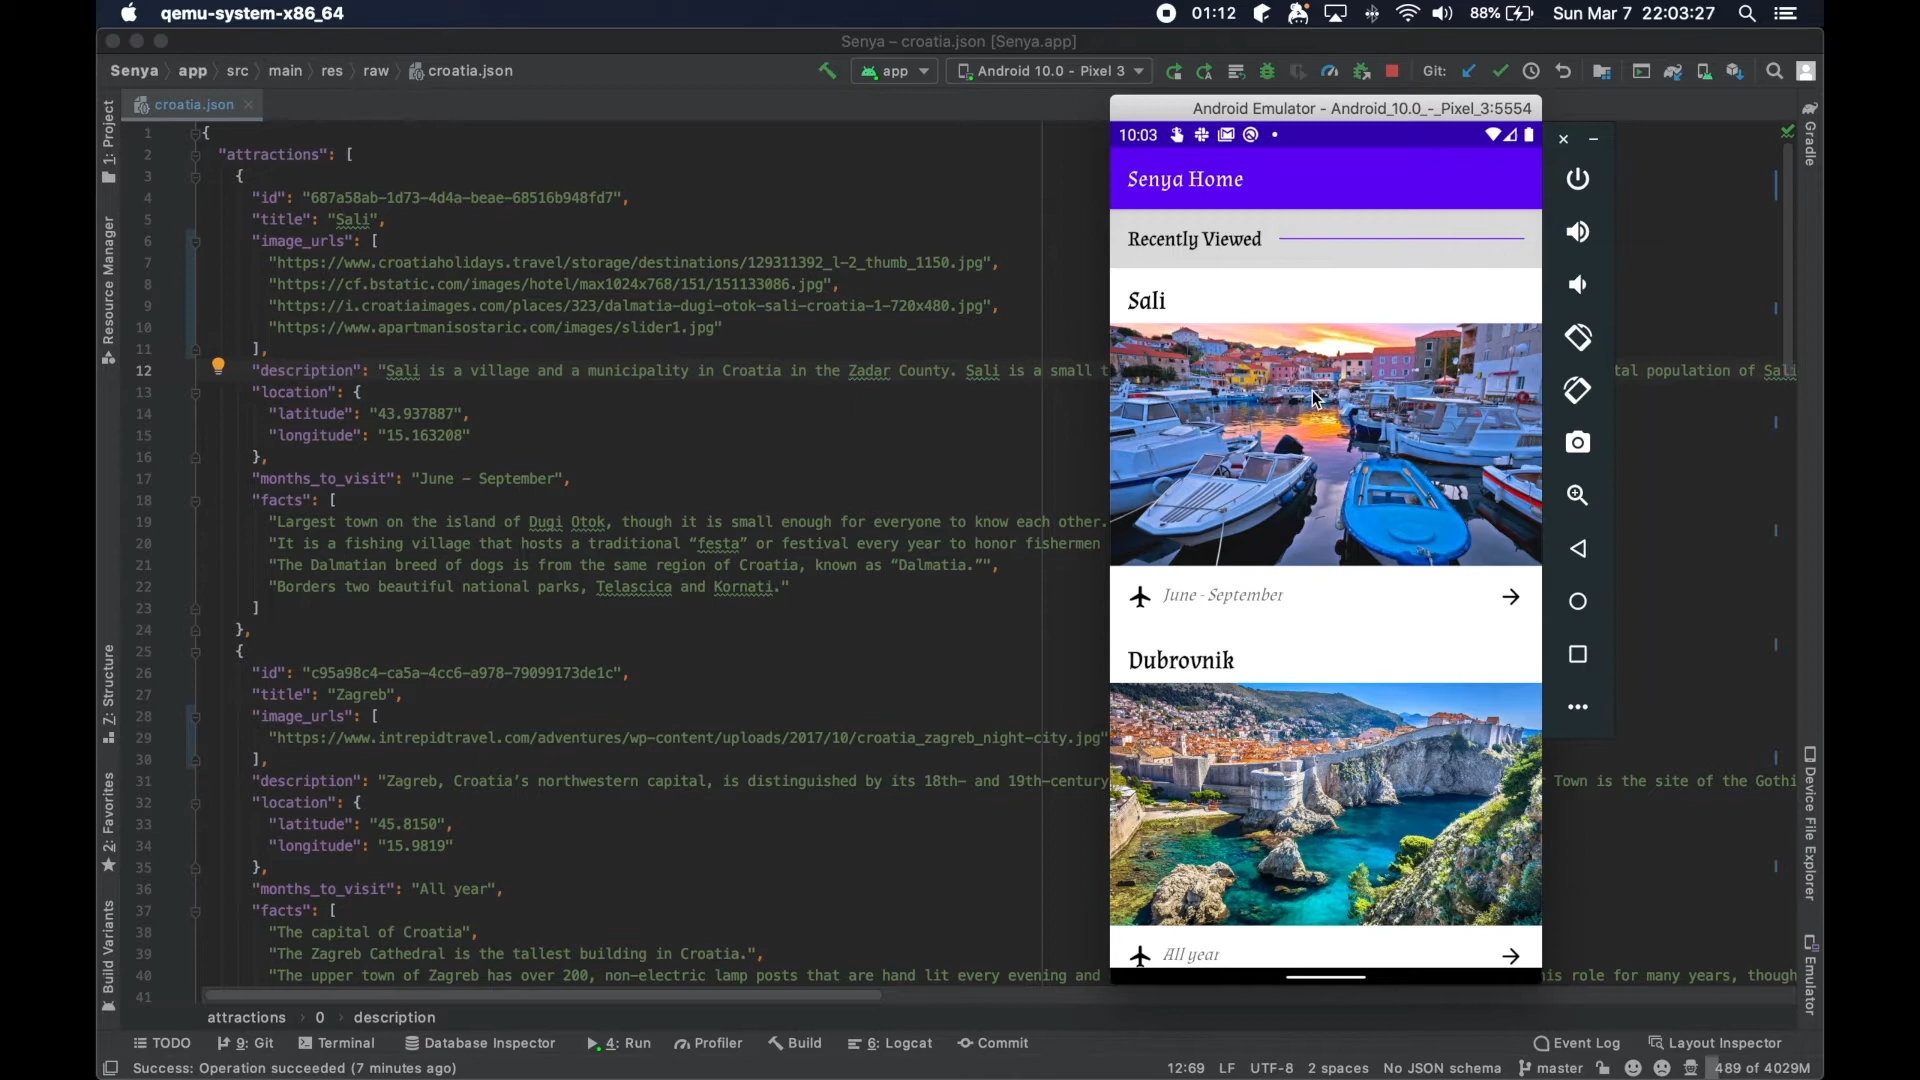 qemu-system-x86_64
01:12
88%
Sun Mar 7 22:03:27
Senya – croatia.json [Senya.app]
Senya app src main res raw croatia.json
app
Android 10.0 - Pixel 3
Git:
croatia.json
1: Project
Resource Manager
Z: Structure
2: Favorites
Build Variants
1 {
2 "attractions": [
3 {
4 "id": "687a58ab-1d73-4d4a-beae-68516b948fd7",
5 "title": "Sali",
6 "image_urls": [
7 "https://www.croatiaholidays.travel/storage/destinations/129311392_l-2_thumb_1150.jpg",
8 "https://cf.bstatic.com/images/hotel/max1024x768/151/151133086.jpg",
9 "https://i.croatiaimages.com/places/323/dalmatia-dugi-otok-sali-croatia-1-720x480.jpg",
10 "https://www.apartmanisostaric.com/images/slider1.jpg"
11 ],
12 "description": "Sali is a village and a municipality in Croatia in the Zadar County. Sali is a small t
tal population of Sali
13 "location": {
14 "latitude": "43.937887",
15 "longitude": "15.163208"
16 },
17 "months_to_visit": "June – September",
18 "facts": [
19 "Largest town on the island of Dugi Otok, though it is small enough for everyone to know each other.
20 "It is a fishing village that hosts a traditional “festa” or festival every year to honor fishermen
21 "The Dalmatian breed of dogs is from the same region of Croatia, known as “Dalmatia.”",
22 "Borders two beautiful national parks, Telascica and Kornati."
23 ]
24 },
25 {
26 "id": "c95a98c4-ca5a-4cc6-a978-79099173de1c",
27 "title": "Zagreb",
28 "image_urls": [
29 "https://www.intrepidtravel.com/adventures/wp-content/uploads/2017/10/croatia_zagreb_night-city.jpg"
30 ],
31 "description": "Zagreb, Croatia’s northwestern capital, is distinguished by its 18th- and 19th-century
Town is the site of the Gothi
32 "location": {
33 "latitude": "45.8150",
34 "longitude": "15.9819"
35 },
36 "months_to_visit": "All year",
37 "facts": [
38 "The capital of Croatia",
39 "The Zagreb Cathedral is the tallest building in Croatia.",
40 "The upper town of Zagreb has over 200, non-electric lamp posts that are hand lit every evening and
is role for many years, though
41
Android Emulator - Android_10.0_-_Pixel_3:5554
10:03
Senya Home
Recently Viewed
Sali
June - September
Dubrovnik
All year
Gradle
Device File Explorer
Emulator
attractions 0 description
TODO 9: Git Terminal Database Inspector 4: Run Profiler Build 6: Logcat Commit Event Log Layout Inspector
Success: Operation succeeded (7 minutes ago)
12:69 LF UTF-8 2 spaces No JSON schema master 489 of 4029M